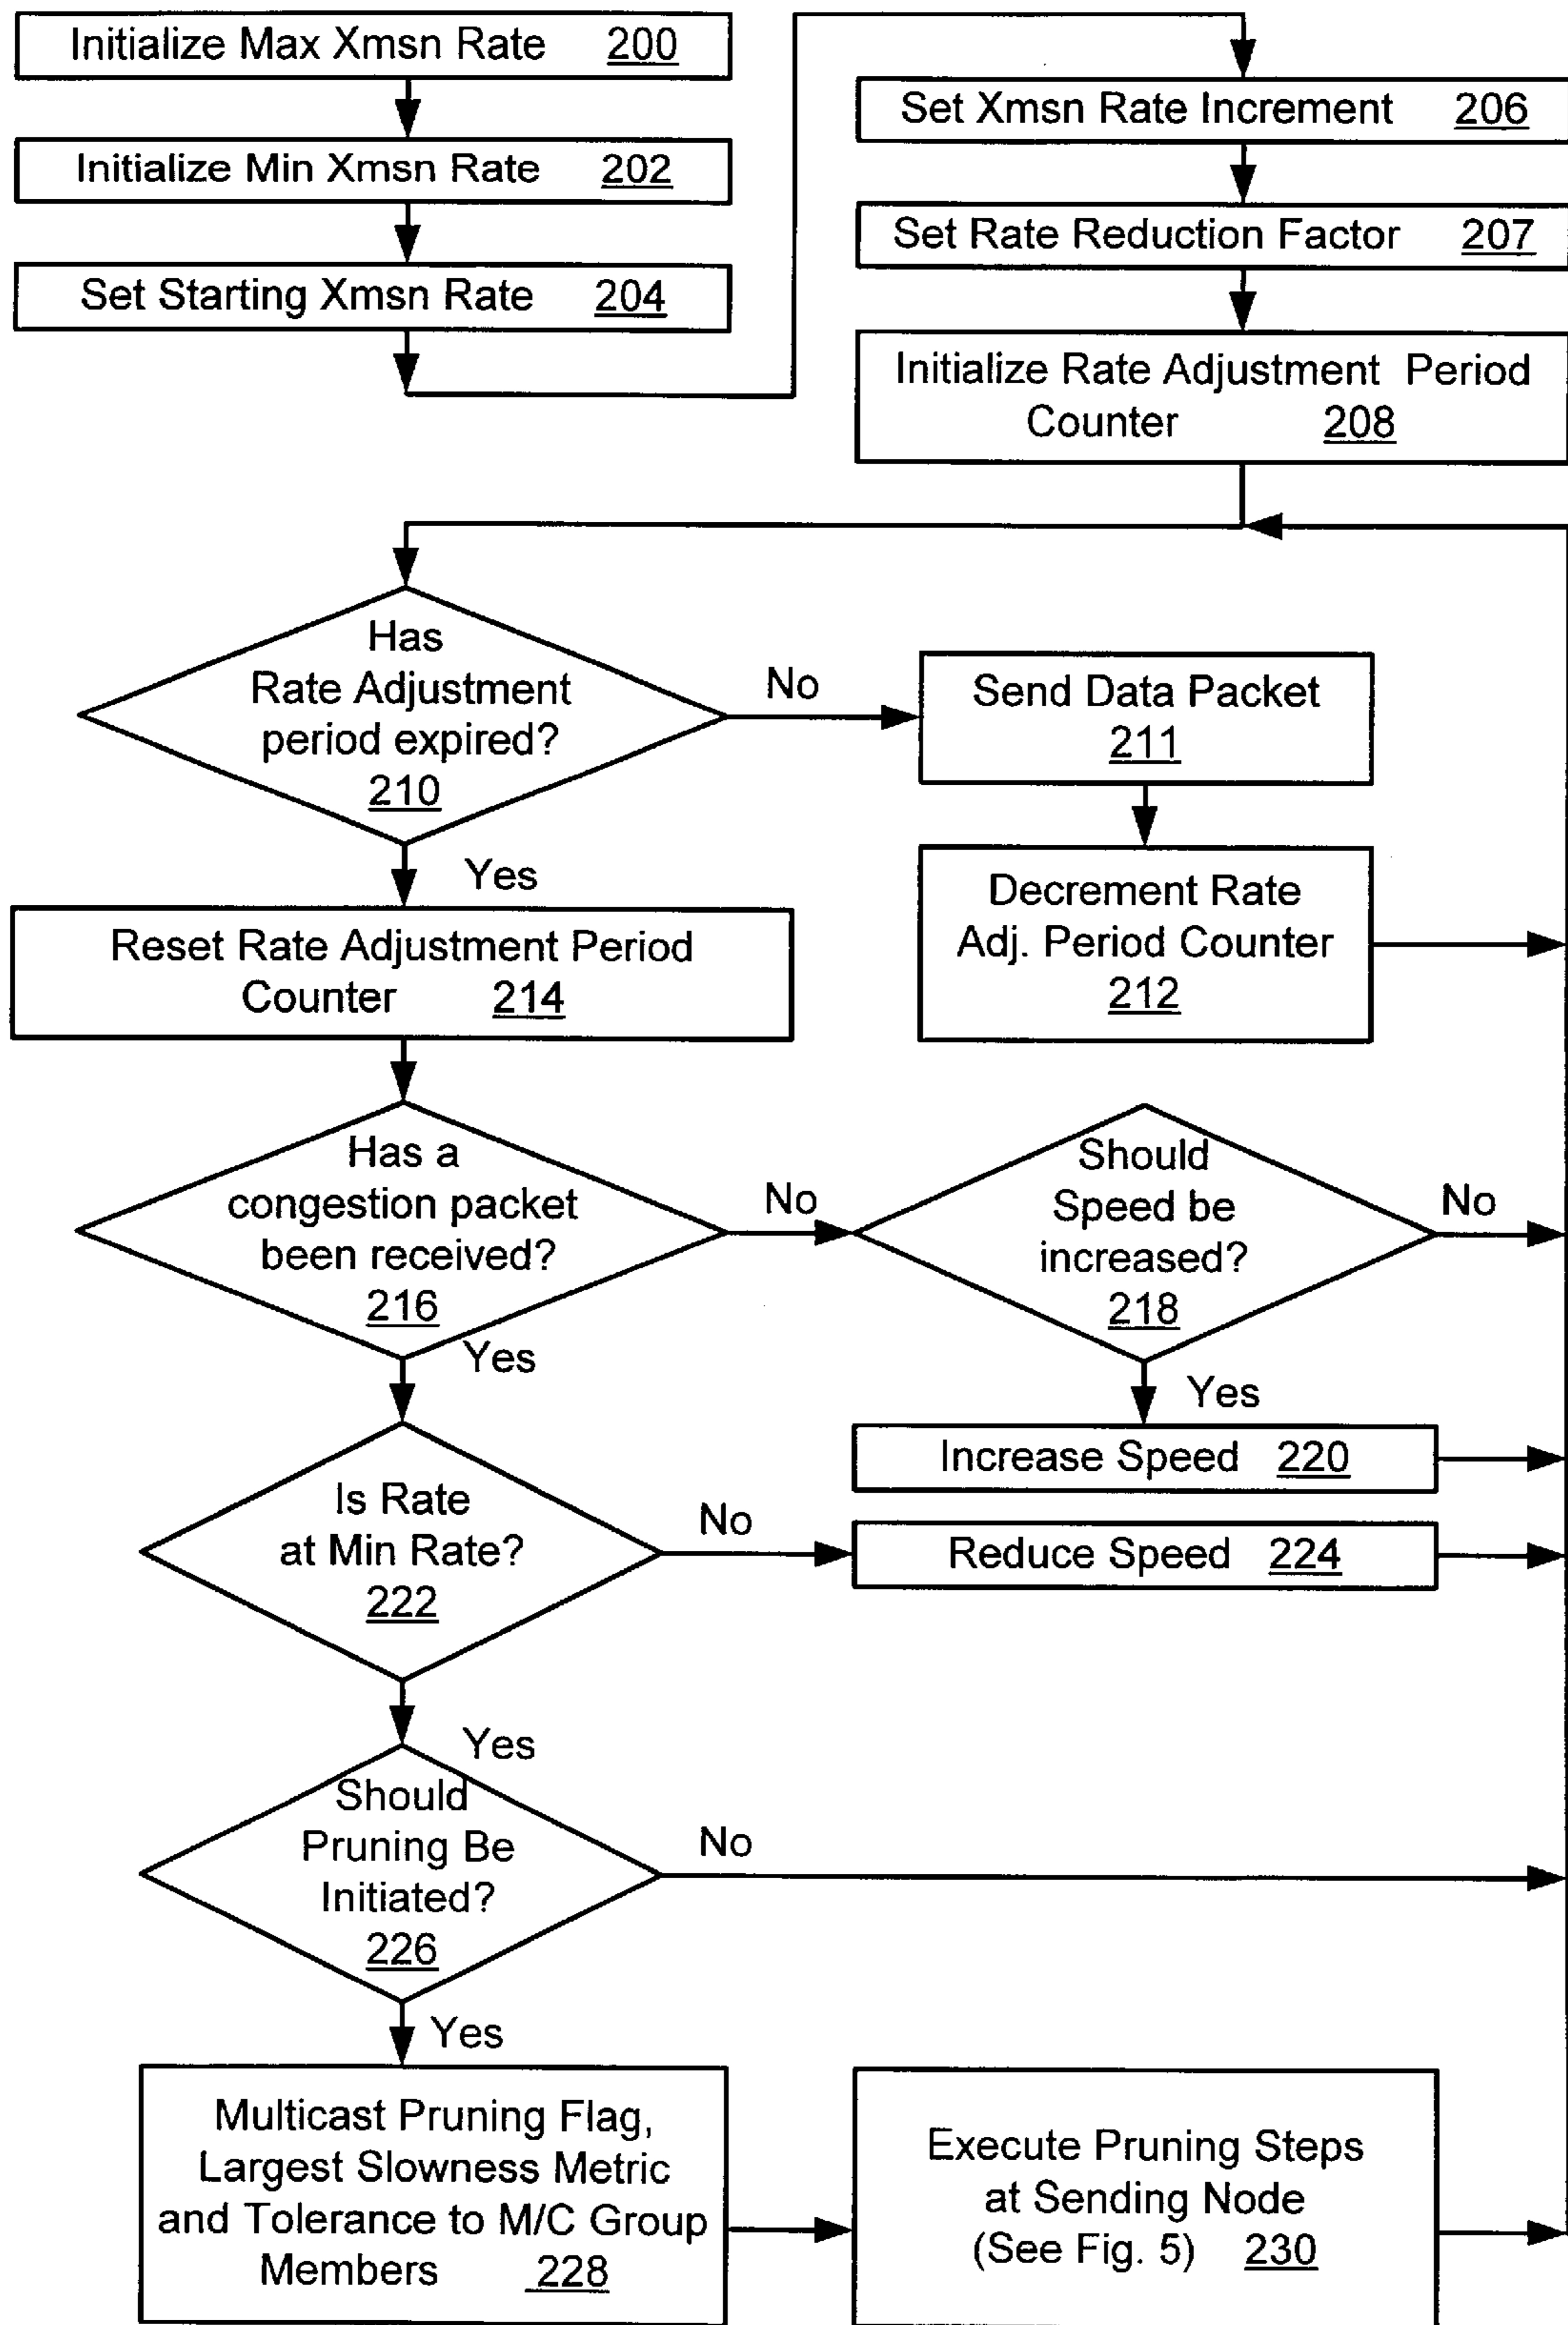 Initialize Max Xmsn Rate 200
Initialize Min Xmsn Rate 202
Set Starting Xmsn Rate 204
Set Xmsn Rate Increment 206
Set Rate Reduction Factor 207
Initialize Rate Adjustment Period
Counter 208
Has
Rate Adjustment
period expired?
210
No
Send Data Packet
211
Yes
Decrement Rate
Adj. Period Counter
212
Reset Rate Adjustment Period
Counter 214
Has a
congestion packet
been received?
216
No
Should
Speed be
increased?
218
No
Yes
Yes
Increase Speed 220
Is Rate
at Min Rate?
222
No
Reduce Speed 224
Yes
Should
Pruning Be
Initiated?
226
No
Yes
Multicast Pruning Flag,
Largest Slowness Metric
and Tolerance to M/C Group
Members 228
Execute Pruning Steps
at Sending Node
(See Fig. 5) 230